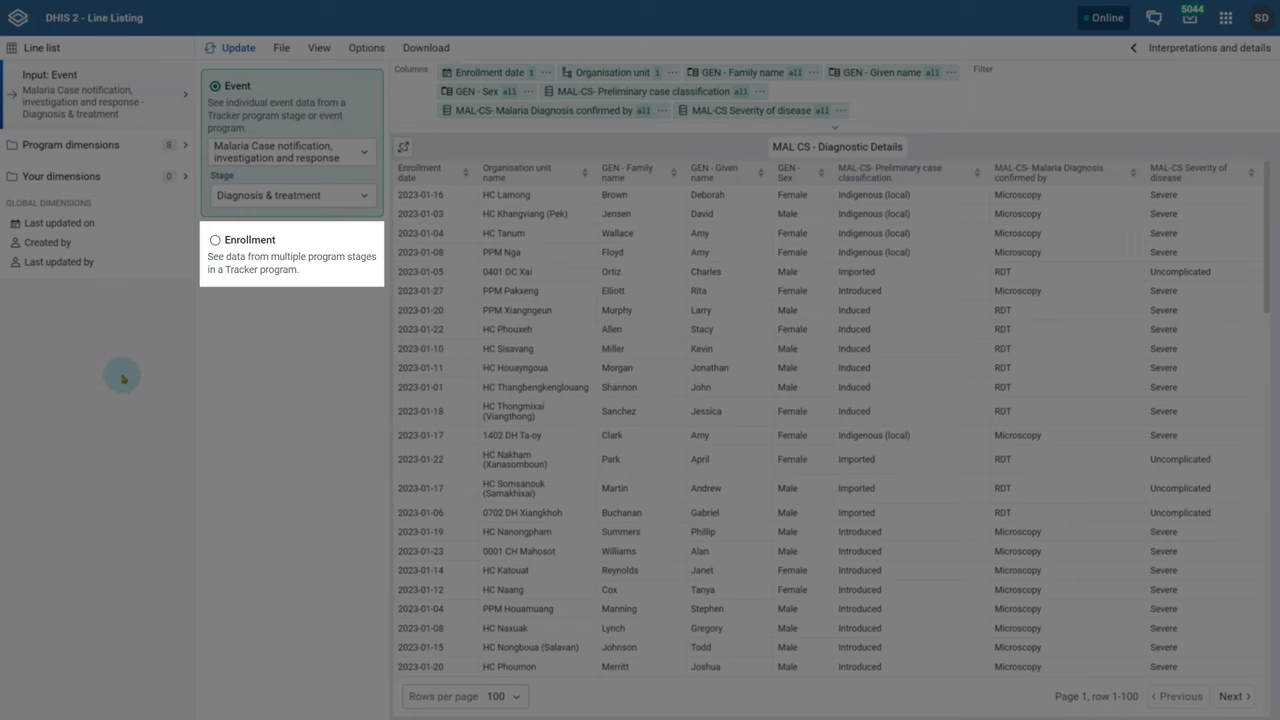 DHIS 2 - Line Listing
Online
5044
SD
Line list
Update File View Options Download
Interpretations and details
Input: Event
Malaria Case notification,
investigation and response -
Diagnosis & treatment
Program dimensions 8
Your dimensions 0
GLOBAL DIMENSIONS
Last updated on
Created by
Last updated by
Event
See individual event data from a
Tracker program stage or event
program.
Malaria Case notification,
investigation and response
Stage
Diagnosis & treatment
Enrollment
See data from multiple program stages
in a Tracker program.
Columns
Enrollment date 1 Organisation unit 1 GEN - Family name all GEN - Given name all
GEN - Sex all MAL-CS- Preliminary case classification all
MAL-CS- Malaria Diagnosis confirmed by all MAL-CS Severity of disease all
Filter
MAL CS - Diagnostic Details
Enrollment date Organisation unit name GEN - Family name GEN - Given name GEN - Sex MAL-CS- Preliminary case classification MAL-CS- Malaria Diagnosis confirmed by MAL-CS Severity of disease
2023-01-16 HC Lamong Brown Deborah Female Indigenous (local) Microscopy Severe
2023-01-03 HC Khangviang (Pek) Jensen David Male Indigenous (local) Microscopy Severe
2023-01-04 HC Tanum Wallace Amy Female Indigenous (local) Microscopy Severe
2023-01-08 PPM Nga Floyd Amy Female Indigenous (local) Microscopy Severe
2023-01-05 0401 DC Xai Ortiz Charles Male Imported RDT Uncomplicated
2023-01-27 PPM Pakxeng Elliott Rita Female Introduced Microscopy Severe
2023-01-20 PPM Xiangngeun Murphy Larry Male Induced RDT Severe
2023-01-22 HC Phouxeh Allen Stacy Female Induced RDT Severe
2023-01-10 HC Sisavang Miller Kevin Male Induced RDT Severe
2023-01-11 HC Houayngoua Morgan Jonathan Male Induced RDT Severe
2023-01-01 HC Thangbengkenglouang Shannon John Male Induced RDT Severe
2023-01-18 HC Thongmixai (Viangthong) Sanchez Jessica Female Induced RDT Severe
2023-01-17 1402 DH Ta-oy Clark Amy Female Indigenous (local) Microscopy Severe
2023-01-22 HC Nakham (Xanasomboun) Park April Female Imported RDT Uncomplicated
2023-01-17 HC Somsanouk (Samakhixai) Martin Andrew Male Imported RDT Uncomplicated
2023-01-06 0702 DH Xiangkhoh Buchanan Gabriel Male Imported RDT Uncomplicated
2023-01-19 HC Nanongpham Summers Phillip Male Introduced Microscopy Severe
2023-01-23 0001 CH Mahosot Williams Alan Male Introduced Microscopy Severe
2023-01-14 HC Katouat Reynolds Janet Female Introduced Microscopy Severe
2023-01-12 HC Naang Cox Tanya Female Introduced Microscopy Severe
2023-01-04 PPM Houamuang Manning Stephen Male Introduced Microscopy Severe
2023-01-08 HC Naxuak Lynch Gregory Male Introduced Microscopy Severe
2023-01-15 HC Nongboua (Salavan) Johnson Todd Male Introduced Microscopy Severe
2023-01-20 HC Phoumon Merritt Joshua Male Introduced Microscopy Severe
Rows per page 100
Page 1, row 1-100 Previous Next